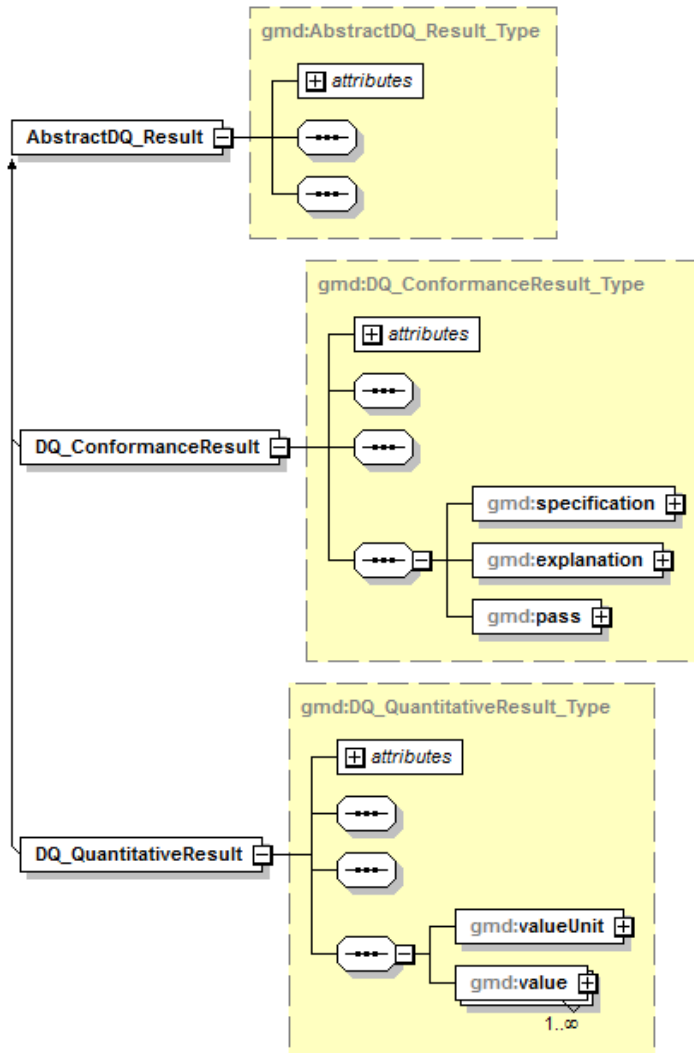 gmd:AbstractDQ_Result_Type
attributes
AbstractDQ_Result
gmd:DQ_ConformanceResult_Type
attributes
DQ_ConformanceResult
gmd:specification
gmd:explanation
gmd:pass
gmd:DQ_QuantitativeResult_Type
attributes
DQ_QuantitativeResult
gmd:valueUnit
gmd:value
1..∞